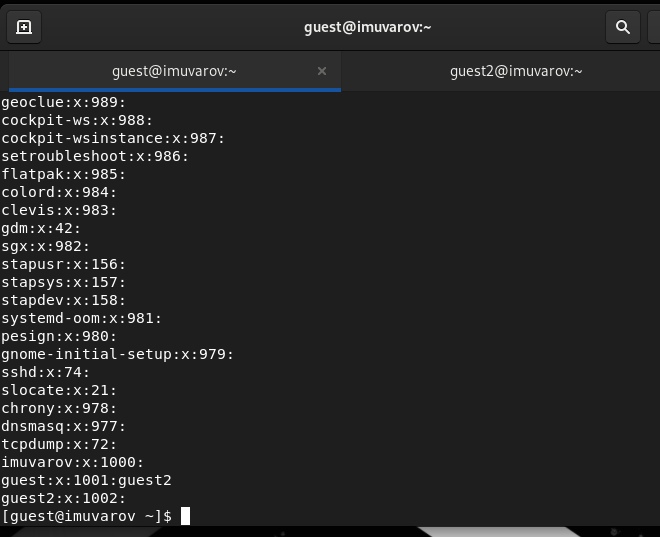 guest@imuvarov:~
guest@imuvarov:~ ×
guest2@imuvarov:~
geoclue:x:989:
cockpit-ws:x:988:
cockpit-wsinstance:x:987:
setroubleshoot:x:986:
flatpak:x:985:
colord:x:984:
clevis:x:983:
gdm:x:42:
sgx:x:982:
stapusr:x:156:
stapsys:x:157:
stapdev:x:158:
systemd-oom:x:981:
pesign:x:980:
gnome-initial-setup:x:979:
sshd:x:74:
slocate:x:21:
chrony:x:978:
dnsmasq:x:977:
tcpdump:x:72:
imuvarov:x:1000:
guest:x:1001:guest2
guest2:x:1002:
[guest@imuvarov ~]$